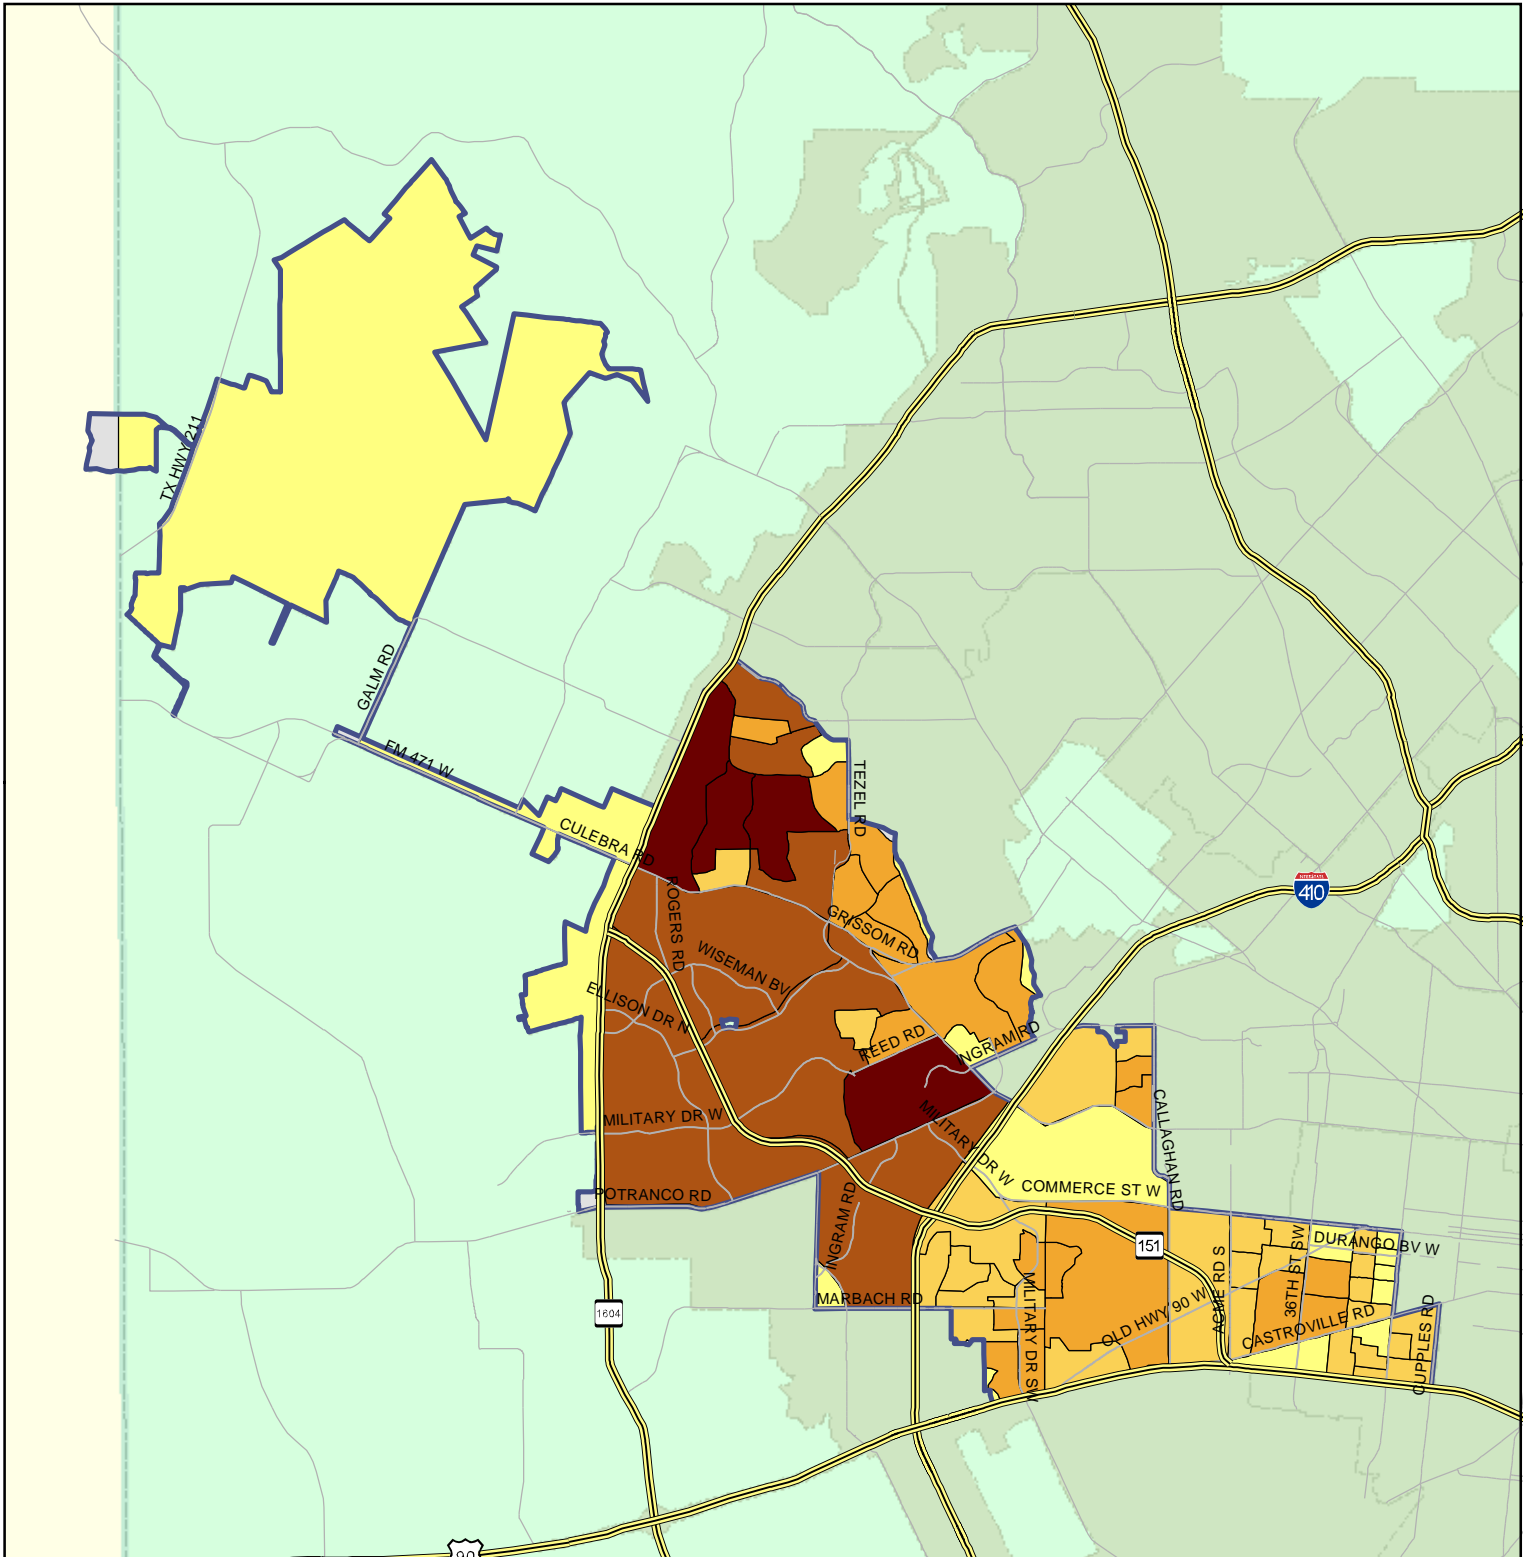 TX HWY 211
GALM RD
FM 471 W
CULEBRA RD
TEZEL RD
ROGERS RD
GRISSOM RD
WISEMAN BV
ELLISON DR N
REED RD
INGRAM RD
410
MILITARY DR W
MILITARY DR W
CALLAGHAN RD
POTRANCO RD
COMMERCE ST W
INGRAM RD
151
DURANGO BV W
36TH ST SW
ACME RD S
MARBACH RD
MILITARY DR SW
OLD HWY 90 W
CASTROVILLE RD
CUPPLES RD
1604
90